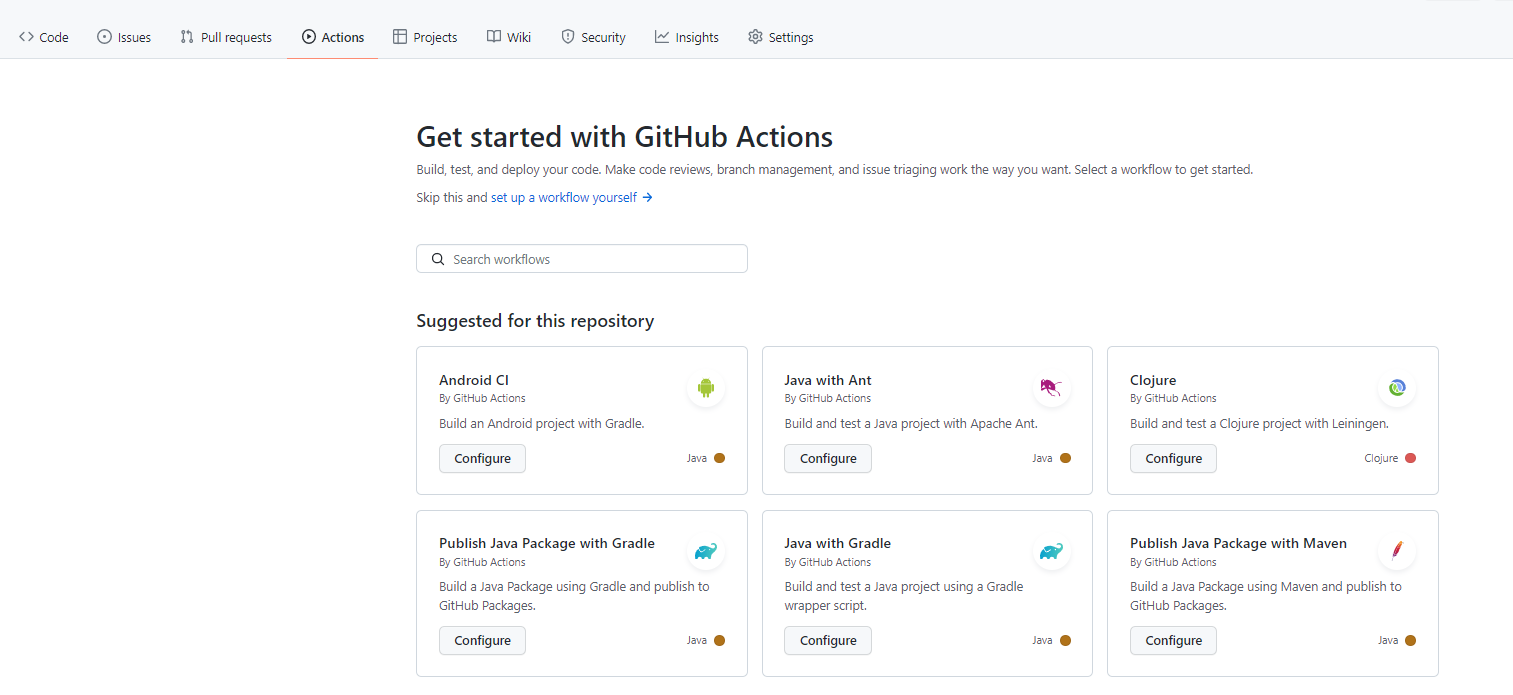 Code Issues Pull requests Actions Projects Wiki Security Insights Settings
Get started with GitHub Actions
Build, test, and deploy your code. Make code reviews, branch management, and issue triaging work the way you want. Select a workflow to get started.
Skip this and set up a workflow yourself →
Search workflows
Suggested for this repository
Android CI
By GitHub Actions
Build an Android project with Gradle.
Configure
Java
Java with Ant
By GitHub Actions
Build and test a Java project with Apache Ant.
Configure
Java
Clojure
By GitHub Actions
Build and test a Clojure project with Leiningen.
Configure
Clojure
Publish Java Package with Gradle
By GitHub Actions
Build a Java Package using Gradle and publish to
GitHub Packages.
Configure
Java
Java with Gradle
By GitHub Actions
Build and test a Java project using a Gradle
wrapper script.
Configure
Java
Publish Java Package with Maven
By GitHub Actions
Build a Java Package using Maven and publish to
GitHub Packages.
Configure
Java